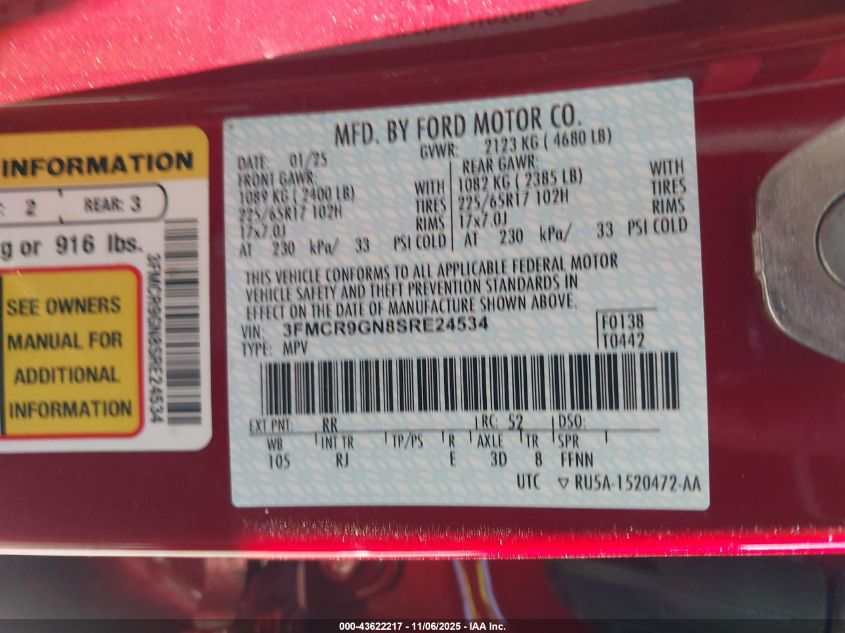 INFORMATION
: 2 REAR: 3
g or 916 lbs.
SEE OWNERS
MANUAL FOR
ADDITIONAL
INFORMATION
3FMCR9GN8SRE24534
MFD. BY FORD MOTOR CO.
DATE: 01/25 GVWR: 2123 KG ( 4680 LB)
FRONT GAWR: REAR GAWR:
1089 KG ( 2400 LB) WITH 1082 KG ( 2385 LB) WITH
225/65R17 102H TIRES 225/65R17 102H TIRES
17x7.0J RIMS 17x7.0J RIMS
AT 230 kPa/ 33 PSI COLD AT 230 kPa/ 33 PSI COLD
THIS VEHICLE CONFORMS TO ALL APPLICABLE FEDERAL MOTOR
VEHICLE SAFETY AND THEFT PREVENTION STANDARDS IN
EFFECT ON THE DATE OF MANUFACTURE SHOWN ABOVE.
VIN: 3FMCR9GN8SRE24534 F0138
TYPE: MPV T0442
EXT PNT: RR RC: 52 DSO:
WB INT TR TP/PS R AXLE TR SPR
105 RJ E 3D 8 FFNN
UTC ▽ RU5A-1520472-AA
000-43622217 - 11/06/2025 - IAA Inc.